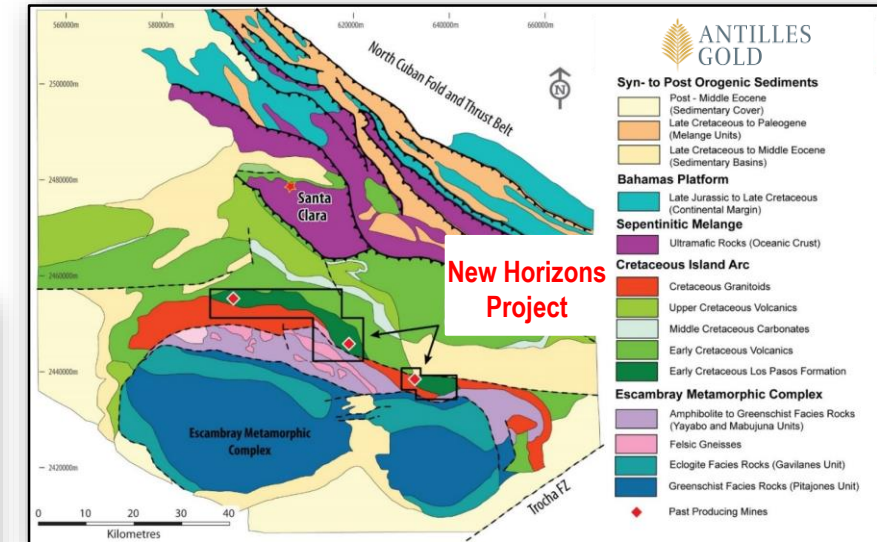 560000m
580000m
620000m
640000m
660000m
2500000m
2480000m
2460000m
2440000m
2420000m
North Cuban Fold and Thrust Belt
N
Santa
Clara
New Horizons
Project
Escambray Metamorphic
Complex
Trocha FZ
0 10 20 30 40
Kilometres
ANTILLES
GOLD
Syn- to Post Orogenic Sediments
Post - Middle Eocene
(Sedimentary Cover)
Late Cretaceous to Paleogene
(Melange Units)
Late Cretaceous to Middle Eocene
(Sedimentary Basins)
Bahamas Platform
Late Jurassic to Late Cretaceous
(Continental Margin)
Sepentinitic Melange
Ultramafic Rocks (Oceanic Crust)
Cretaceous Island Arc
Cretaceous Granitoids
Upper Cretaceous Volcanics
Middle Cretaceous Carbonates
Early Cretaceous Volcanics
Early Cretaceous Los Pasos Formation
Escambray Metamorphic Complex
Amphibolite to Greenschist Facies Rocks
(Yayabo and Mabujuna Units)
Felsic Gneisses
Eclogite Facies Rocks (Gavilanes Unit)
Greenschist Facies Rocks (Pitajones Unit)
Past Producing Mines